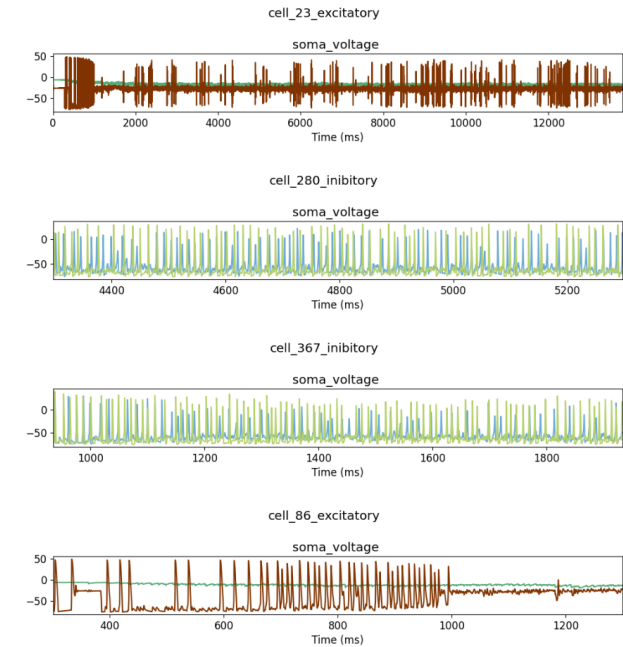 cell_23_excitatory
soma_voltage
50
0
−50
0 2000 4000 6000 8000 10000 12000
Time (ms)
cell_280_inibitory
soma_voltage
0
−50
4400 4600 4800 5000 5200
Time (ms)
cell_367_inibitory
soma_voltage
0
−50
1000 1200 1400 1600 1800
Time (ms)
cell_86_excitatory
soma_voltage
50
0
−50
400 600 800 1000 1200
Time (ms)